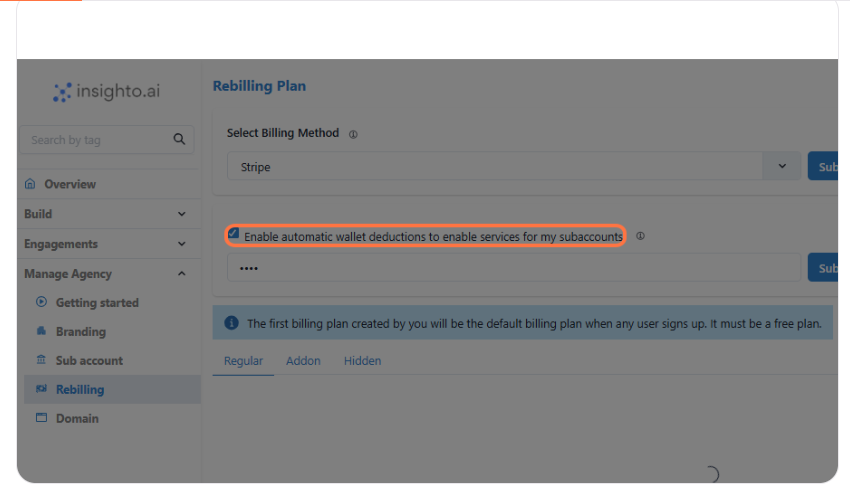 insighto.ai
Search by tag
Overview
Build
Engagements
Manage Agency
Getting started
Branding
Sub account
Rebilling
Domain
Rebilling Plan
Select Billing Method
Stripe
Sub
Enable automatic wallet deductions to enable services for my subaccounts
••••
Sub
The first billing plan created by you will be the default billing plan when any user signs up. It must be a free plan.
Regular Addon Hidden